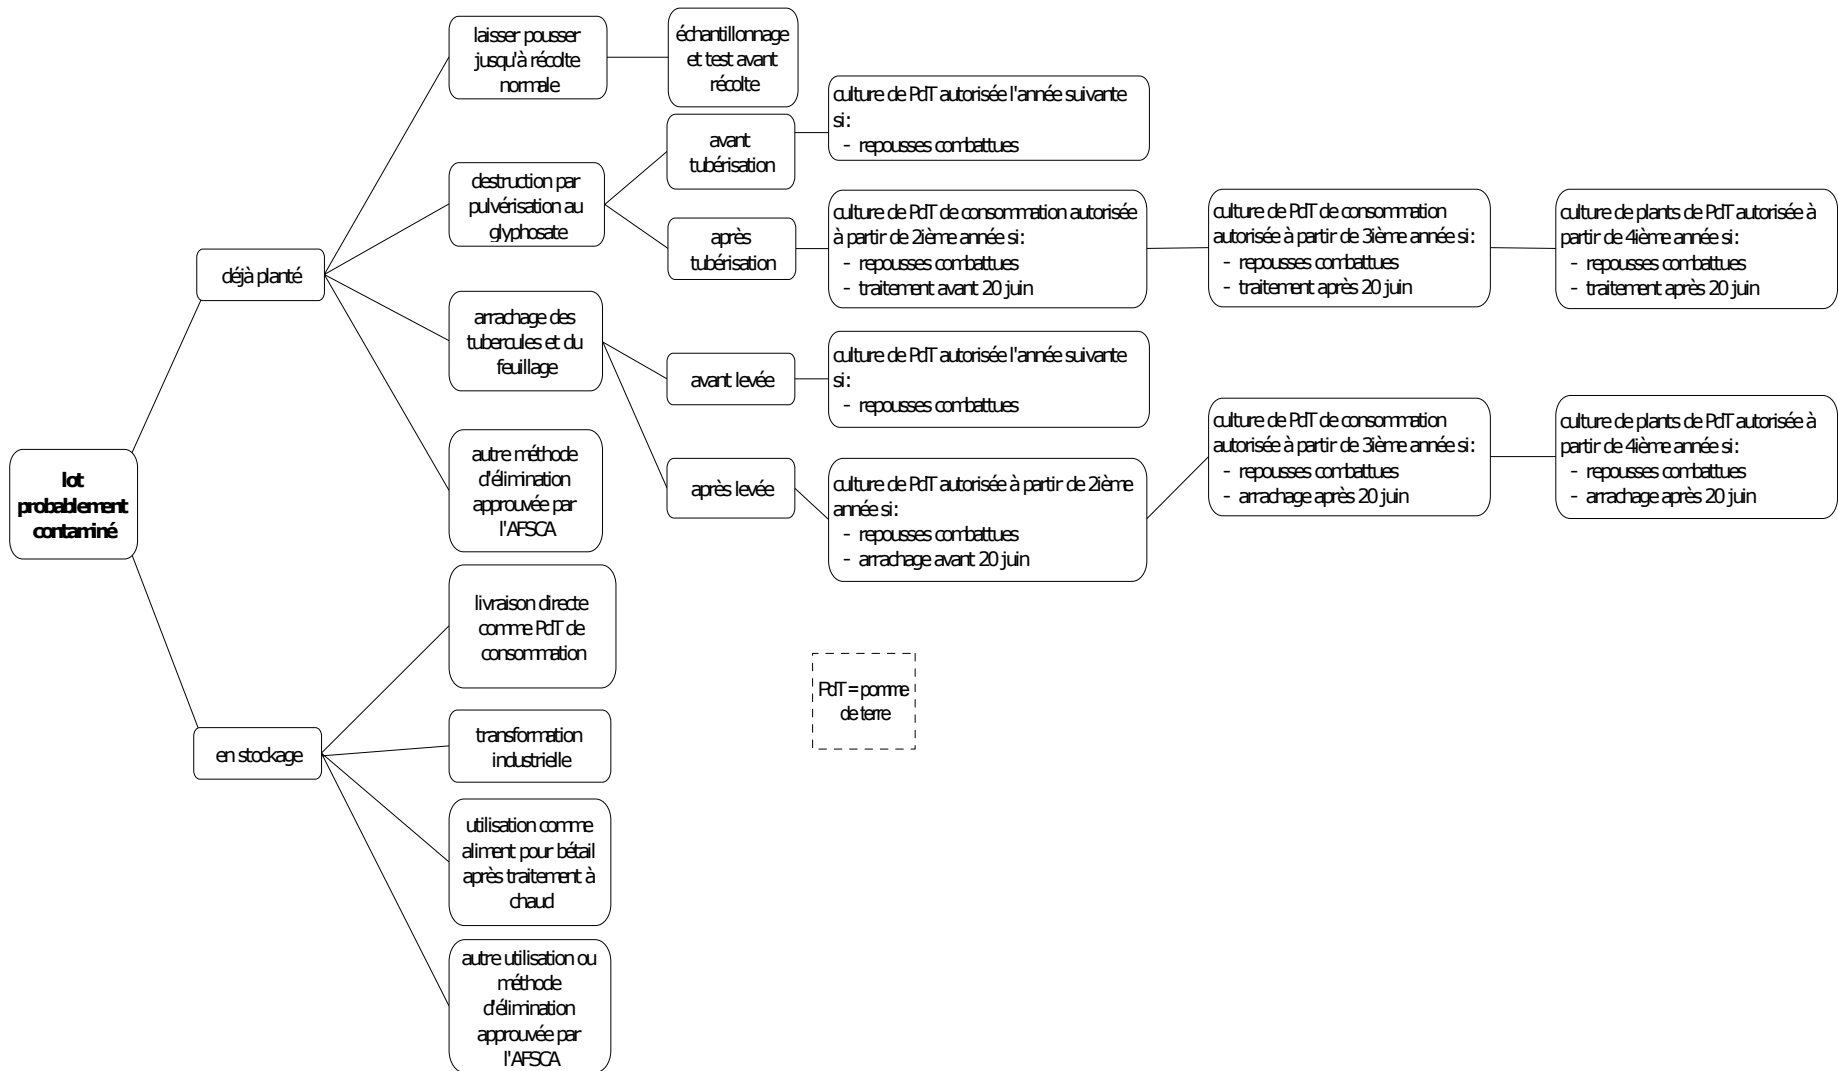 laisser pousser
jusqu'à récolte
normale
échantillonnage
et test avant
récolte
culture de PdT autorisée l'année suivante
si:
- repousses combattues
avant
tubérisation
destruction par
pulvérisation au
glyphosate
culture de PdT de consommation autorisée
à partir de 2ième année si:
- repousses combattues
- traitement avant 20 juin
culture de PdT de consommation
autorisée à partir de 3ième année si:
- repousses combattues
- traitement après 20 juin
culture de plants de PdT autorisée à
partir de 4ième année si:
- repousses combattues
- traitement après 20 juin
après
tubérisation
déjà planté
arrachage des
tubercules et du
feuillage
avant levée
culture de PdT autorisée l'année suivante
si:
- repousses combattues
après levée
culture de PdT autorisée à partir de 2ième
année si:
- repousses combattues
- arrachage avant 20 juin
culture de PdT de consommation
autorisée à partir de 3ième année si:
- repousses combattues
- arrachage après 20 juin
culture de plants de PdT autorisée à
partir de 4ième année si:
- repousses combattues
- arrachage après 20 juin
autre méthode
d'élimination
approuvée par
l'AFSCA
lot
probablement
contaminé
livraison directe
comme PdT de
consommation
PdT = pomme
de terre
en stockage
transformation
industrielle
utilisation comme
aliment pour bétail
après traitement à
chaud
autre utilisation ou
méthode
d'élimination
approuvée par
l'AFSCA